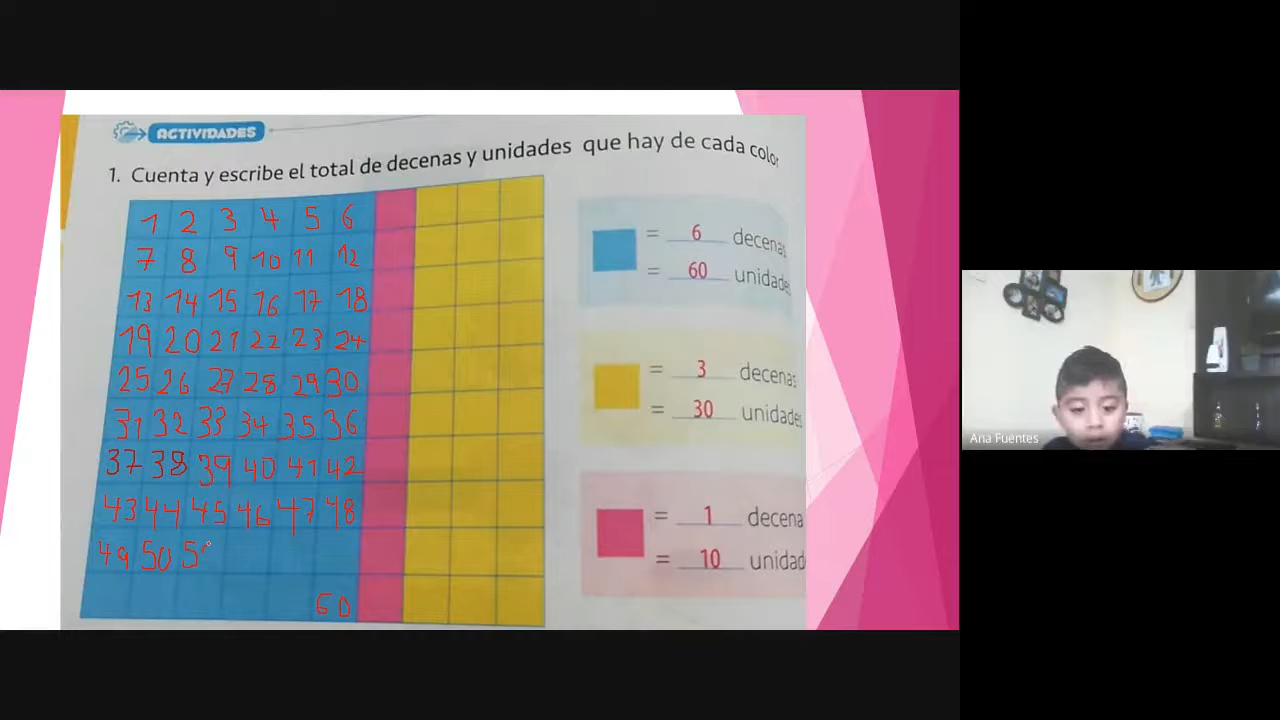 ACTIVIDADES
1. Cuenta y escribe el total de decenas y unidades que hay de cada color
1 2 3 4 5 6
7 8 9 10 11 12
13 14 15 16 17 18
19 20 21 22 23 24
25 26 27 28 29 30
31 32 33 34 35 36
37 38 39 40 41 42
43 44 45 46 47 48
49 50 5
60
= 6 decenas
= 60 unidades
= 3 decenas
= 30 unidades
= 1 decena
= 10 unidad
Ana Fuentes